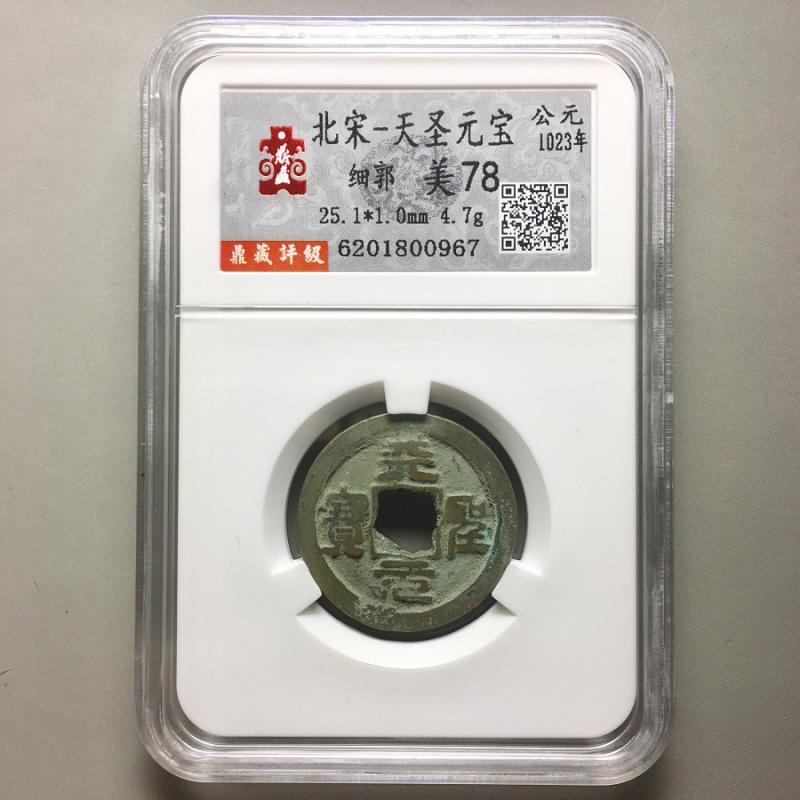 北宋-天圣元宝
公元
1023年
细郭 美78
25.1*1.0mm 4.7g
鼎藏評級 6201800967
天聖元寶